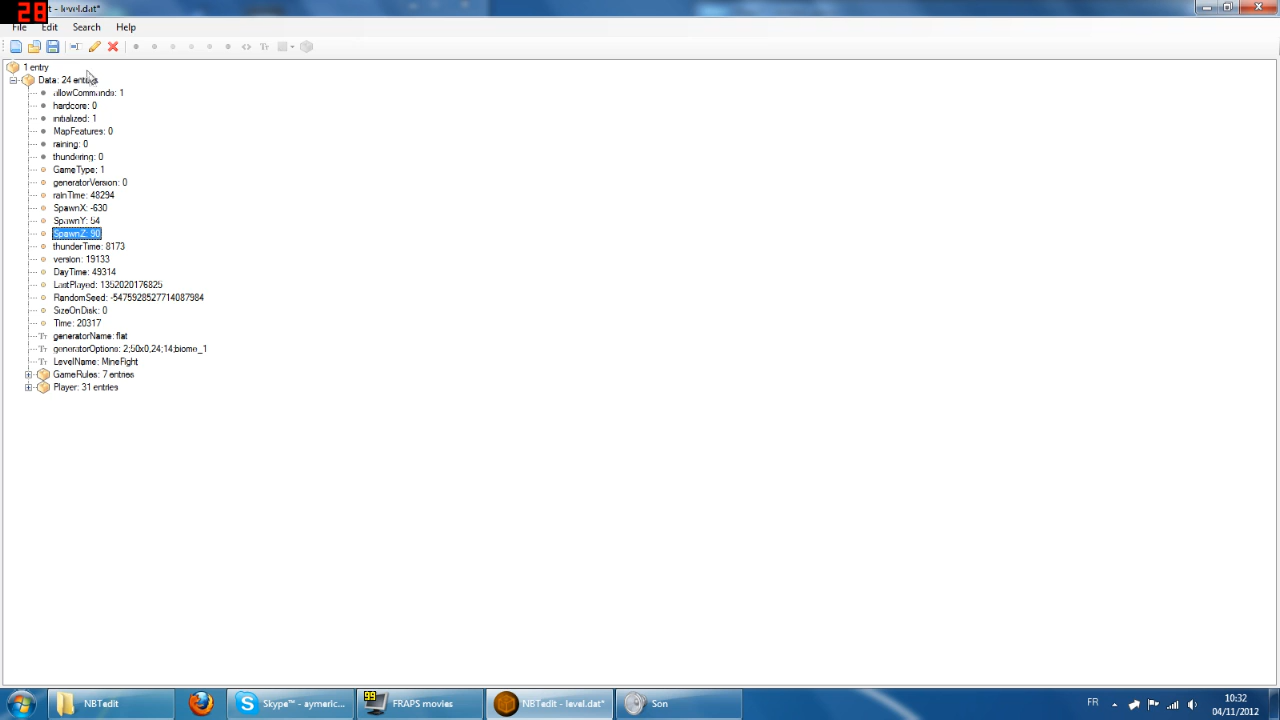 28
t - level.dat*
File Edit Search Help
1 entry
Data: 24 entries
allowCommands: 1
hardcore: 0
initialized: 1
MapFeatures: 0
raining: 0
thundering: 0
GameType: 1
generatorVersion: 0
rainTime: 48294
SpawnX: -630
SpawnY: 54
SpawnZ: 90
thunderTime: 8173
version: 19133
DayTime: 49314
LastPlayed: 1352020176825
RandomSeed: -5475928527714087984
SizeOnDisk: 0
Time: 20317
generatorName: flat
generatorOptions: 2;50x0,24;14;biome_1
LevelName: MineFight
GameRules: 7 entries
Player: 31 entries
NBTedit Skype™ - aymeric... 99 FRAPS movies NBTedit - level.dat* Son FR 10:32
04/11/2012